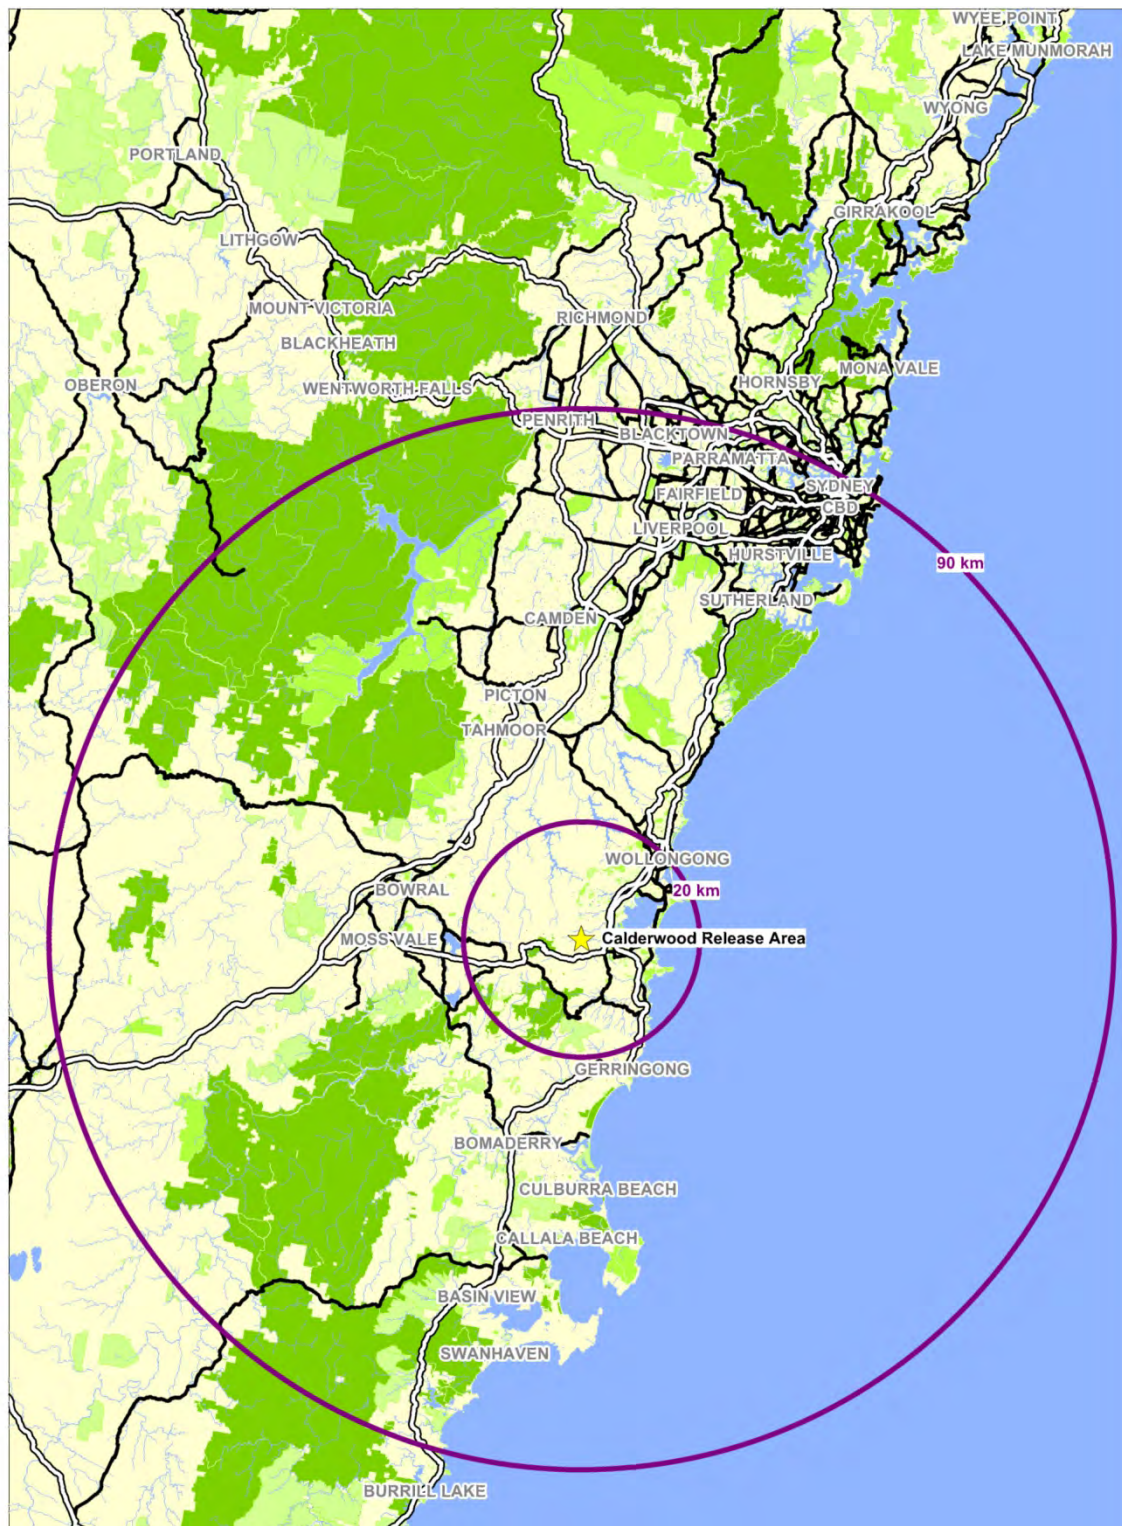 WYEE POINT
LAKE MUNMORAH
WYONG
PORTLAND
GIRRAKOOL
LITHGOW
MOUNT VICTORIA
RICHMOND
BLACKHEATH
MONA VALE
HORNSBY
OBERON
WENTWORTH FALLS
PENRITH
BLACKTOWN
PARRAMATTA
SYDNEY
CBD
FAIRFIELD
LIVERPOOL
HURSTVILLE
90 km
SUTHERLAND
CAMDEN
PICTON
TAHMOOR
WOLLONGONG
BOWRAL
20 km
MOSS VALE
Calderwood Release Area
GERRINGONG
BOMADERRY
CULBURRA BEACH
CALLALA BEACH
BASIN VIEW
SWANHAVEN
BURRILL LAKE